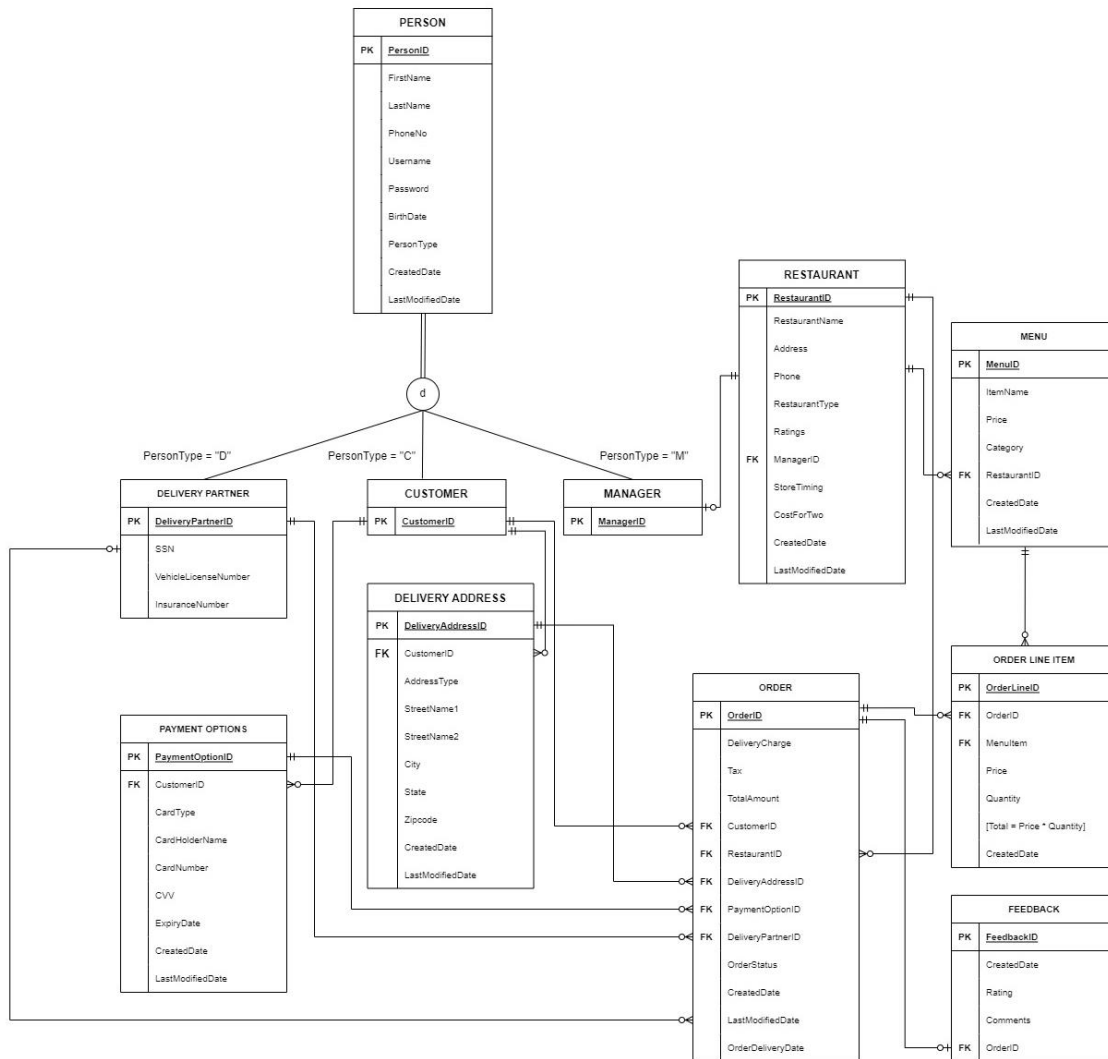 PERSON
PK PersonID
FirstName
LastName
PhoneNo
Username
Password
BirthDate
PersonType
CreatedDate
LastModifiedDate
d
PersonType = "D"
PersonType = "C"
PersonType = "M"
DELIVERY PARTNER
PK DeliveryPartnerID
SSN
VehicleLicenseNumber
InsuranceNumber
CUSTOMER
PK CustomerID
MANAGER
PK ManagerID
RESTAURANT
PK RestaurantID
RestaurantName
Address
Phone
RestaurantType
Ratings
FK ManagerID
StoreTiming
CostForTwo
CreatedDate
LastModifiedDate
MENU
PK MenuID
ItemName
Price
Category
FK RestaurantID
CreatedDate
LastModifiedDate
DELIVERY ADDRESS
PK DeliveryAddressID
FK CustomerID
AddressType
StreetName1
StreetName2
City
State
Zipcode
CreatedDate
LastModifiedDate
PAYMENT OPTIONS
PK PaymentOptionID
FK CustomerID
CardType
CardHolderName
CardNumber
CVV
ExpiryDate
CreatedDate
LastModifiedDate
ORDER
PK OrderID
DeliveryCharge
Tax
TotalAmount
FK CustomerID
FK RestaurantID
FK DeliveryAddressID
FK PaymentOptionID
FK DeliveryPartnerID
OrderStatus
CreatedDate
LastModifiedDate
OrderDeliveryDate
ORDER LINE ITEM
PK OrderLineID
FK OrderID
FK MenuItem
Price
Quantity
[Total = Price * Quantity]
CreatedDate
FEEDBACK
PK FeedbackID
CreatedDate
Rating
Comments
FK OrderID